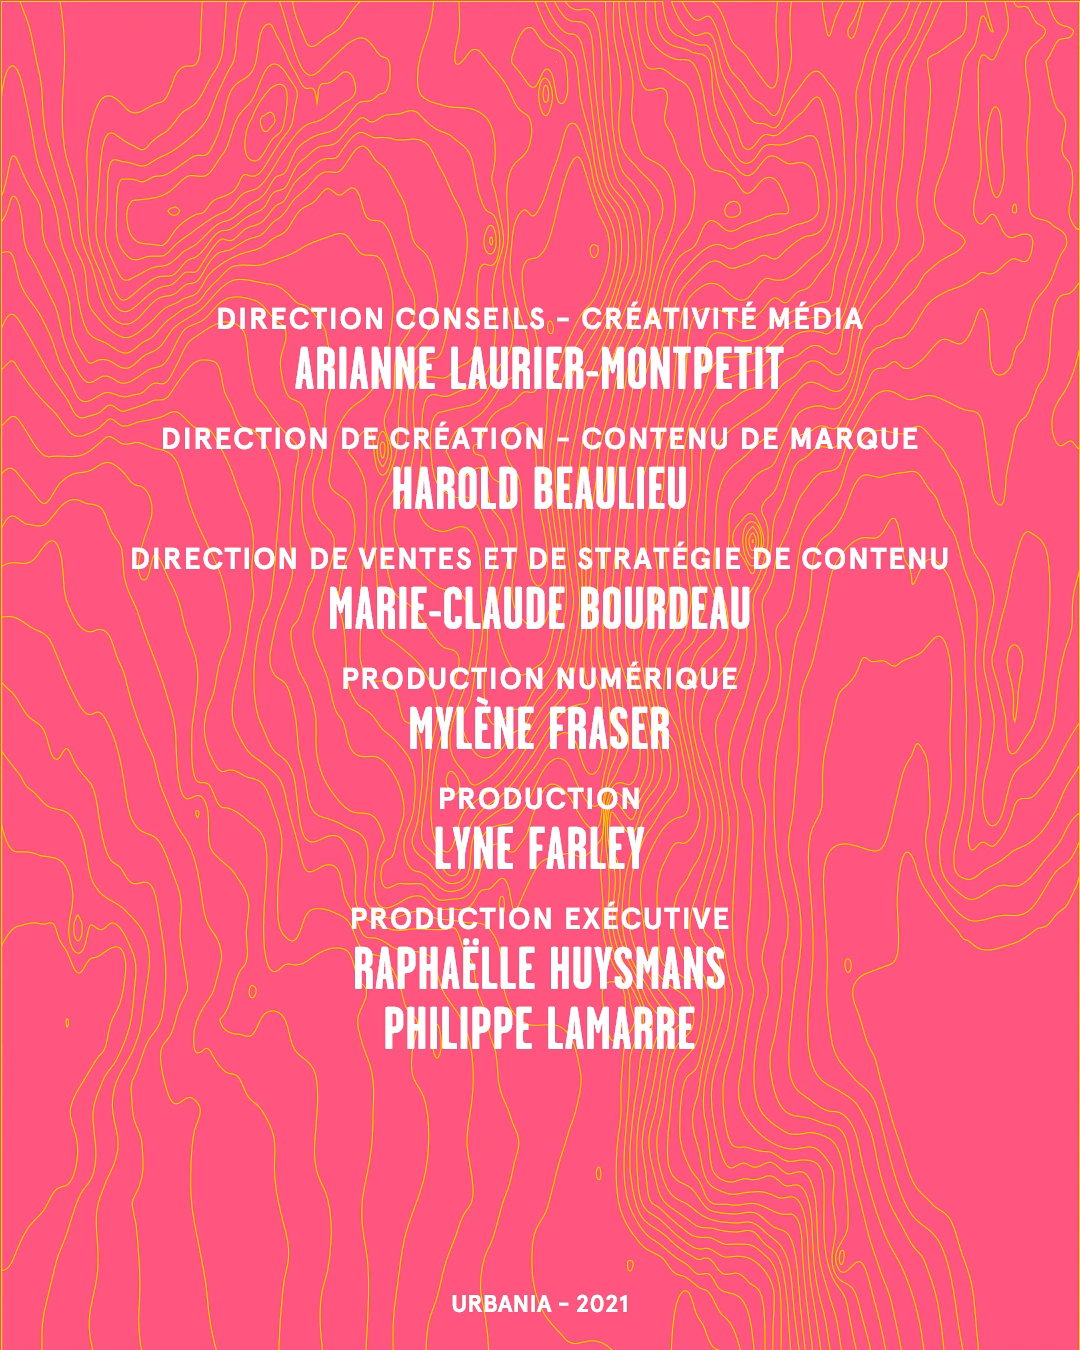 DIRECTION CONSEILS – CRÉATIVITÉ MÉDIA
ARIANNE LAURIER-MONTPETIT
DIRECTION DE CRÉATION – CONTENU DE MARQUE
HAROLD BEAULIEU
DIRECTION DE VENTES ET DE STRATÉGIE DE CONTENU
MARIE-CLAUDE BOURDEAU
PRODUCTION NUMÉRIQUE
MYLÈNE FRASER
PRODUCTION
LYNE FARLEY
PRODUCTION EXÉCUTIVE
RAPHAËLLE HUYSMANS
PHILIPPE LAMARRE
URBANIA – 2021